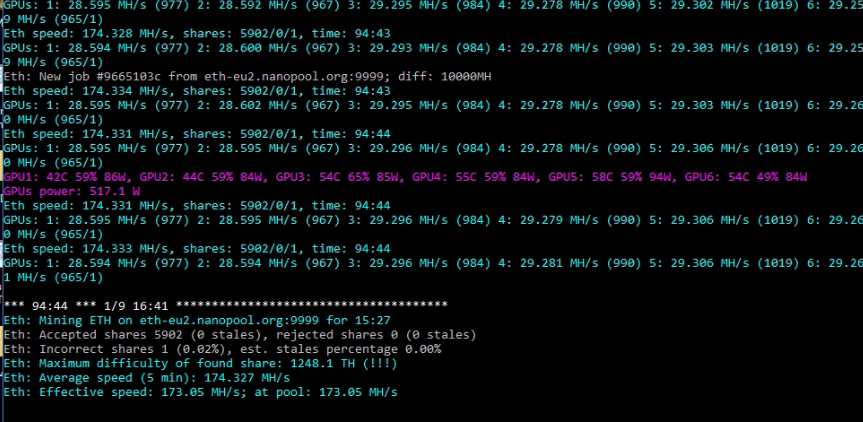 GPUs: 1: 28.595 MH/s (977) 2: 28.592 MH/s (967) 3: 29.295 MH/s (984) 4: 29.278 MH/s (990) 5: 29.302 MH/s (1019) 6: 29.25
9 MH/s (965/1)
Eth speed: 174.328 MH/s, shares: 5902/0/1, time: 94:43
GPUs: 1: 28.594 MH/s (977) 2: 28.600 MH/s (967) 3: 29.293 MH/s (984) 4: 29.278 MH/s (990) 5: 29.303 MH/s (1019) 6: 29.25
9 MH/s (965/1)
Eth: New job #9665103c from eth-eu2.nanopool.org:9999; diff: 10000MH
Eth speed: 174.334 MH/s, shares: 5902/0/1, time: 94:43
GPUs: 1: 28.595 MH/s (977) 2: 28.602 MH/s (967) 3: 29.295 MH/s (984) 4: 29.278 MH/s (990) 5: 29.303 MH/s (1019) 6: 29.26
0 MH/s (965/1)
Eth speed: 174.331 MH/s, shares: 5902/0/1, time: 94:44
GPUs: 1: 28.595 MH/s (977) 2: 28.595 MH/s (967) 3: 29.296 MH/s (984) 4: 29.278 MH/s (990) 5: 29.306 MH/s (1019) 6: 29.26
0 MH/s (965/1)
GPU1: 42C 59% 86W, GPU2: 44C 59% 84W, GPU3: 54C 65% 85W, GPU4: 55C 59% 84W, GPU5: 58C 59% 94W, GPU6: 54C 49% 84W
GPUs power: 517.1 W
Eth speed: 174.331 MH/s, shares: 5902/0/1, time: 94:44
GPUs: 1: 28.595 MH/s (977) 2: 28.595 MH/s (967) 3: 29.296 MH/s (984) 4: 29.279 MH/s (990) 5: 29.306 MH/s (1019) 6: 29.26
0 MH/s (965/1)
Eth speed: 174.333 MH/s, shares: 5902/0/1, time: 94:44
GPUs: 1: 28.594 MH/s (977) 2: 28.594 MH/s (967) 3: 29.296 MH/s (984) 4: 29.281 MH/s (990) 5: 29.306 MH/s (1019) 6: 29.26
1 MH/s (965/1)
*** 94:44 *** 1/9 16:41 **************************************
Eth: Mining ETH on eth-eu2.nanopool.org:9999 for 15:27
Eth: Accepted shares 5902 (0 stales), rejected shares 0 (0 stales)
Eth: Incorrect shares 1 (0.02%), est. stales percentage 0.00%
Eth: Maximum difficulty of found share: 1248.1 TH (!!!)
Eth: Average speed (5 min): 174.327 MH/s
Eth: Effective speed: 173.05 MH/s; at pool: 173.05 MH/s